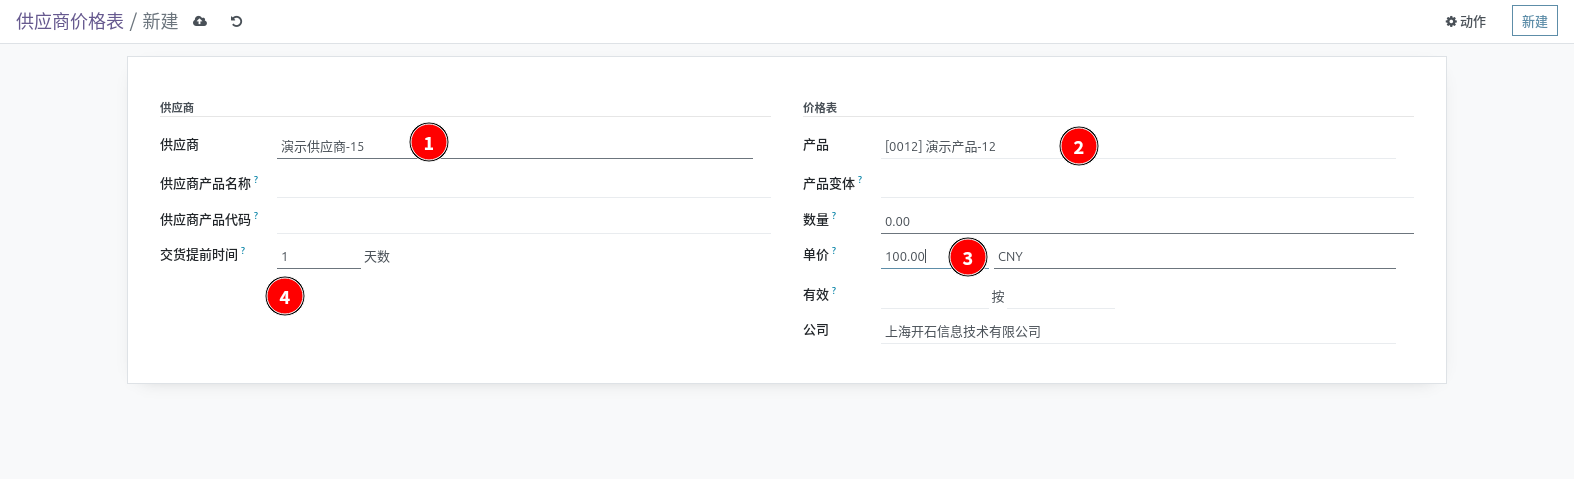 供应商价格表 / 新建
动作
新建
供应商
供应商 演示供应商-15 1
供应商产品名称 ?
供应商产品代码 ?
交货提前时间 ? 1 天数
4
价格表
产品 [0012] 演示产品-12 2
产品变体 ?
数量 ? 0.00
单价 ? 100.00 3 CNY
有效 ? 按
公司 上海开石信息技术有限公司